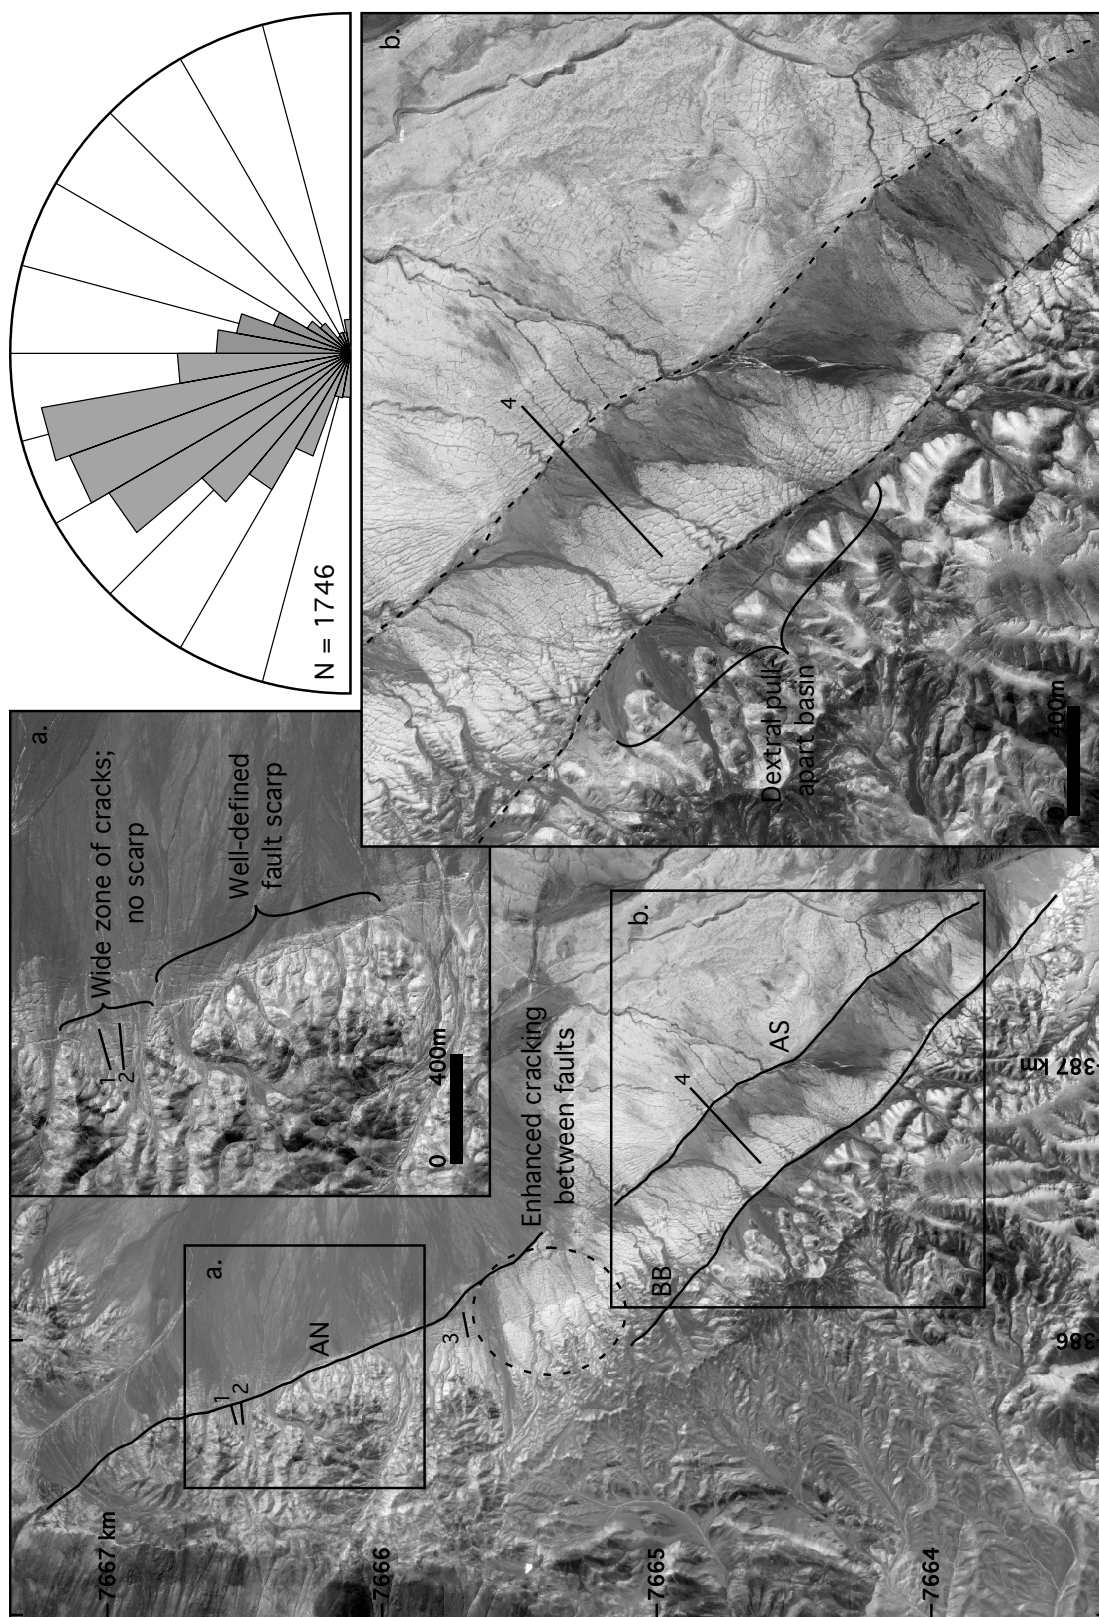 N = 1746
a.
Wide zone of cracks;
no scarp
Well-defined
fault scarp
1
2
0
400m
b.
4
Dextral pull-
apart basin
0
400m
a.
AN
1
2
3
Enhanced cracking
between faults
b.
AS
4
BB
7667 km
7666
7665
7664
386
387 km